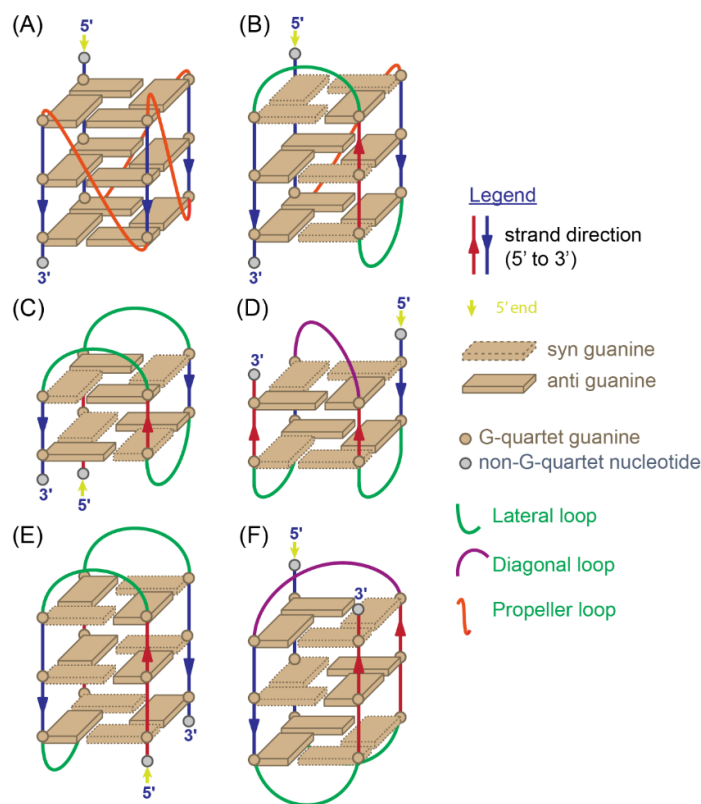 (A)
5'
3'
(B)
5'
3'
(C)
3'
5'
(D)
5'
3'
(E)
3'
5'
(F)
5'
3'
Legend
strand direction
(5' to 3')
5' end
syn guanine
anti guanine
G-quartet guanine
non-G-quartet nucleotide
Lateral loop
Diagonal loop
Propeller loop